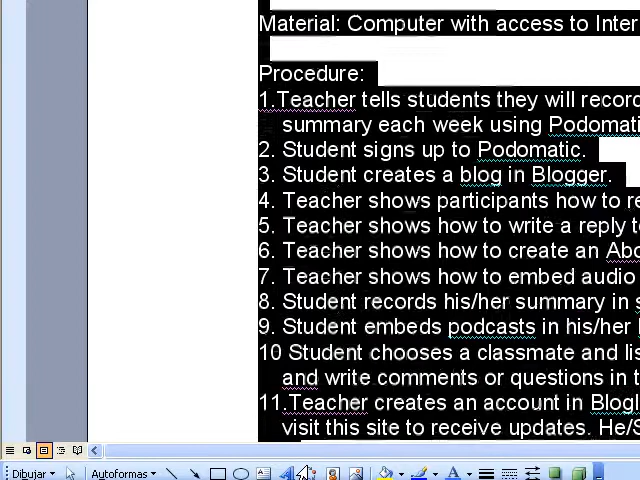 Material: Computer with access to Inter
Procedure:
1.Teacher tells students they will record
summary each week using Podomati
2. Student signs up to Podomatic.
3. Student creates a blog in Blogger.
4. Teacher shows participants how to re
5. Teacher shows how to write a reply to
6. Teacher shows how to create an Abo
7. Teacher shows how to embed audio
8. Student records his/her summary in s
9. Student embeds podcasts in his/her
10 Student chooses a classmate and lis
and write comments or questions in t
11.Teacher creates an account in Blogl
visit this site to receive updates. He/S
Dibujar Autoformas